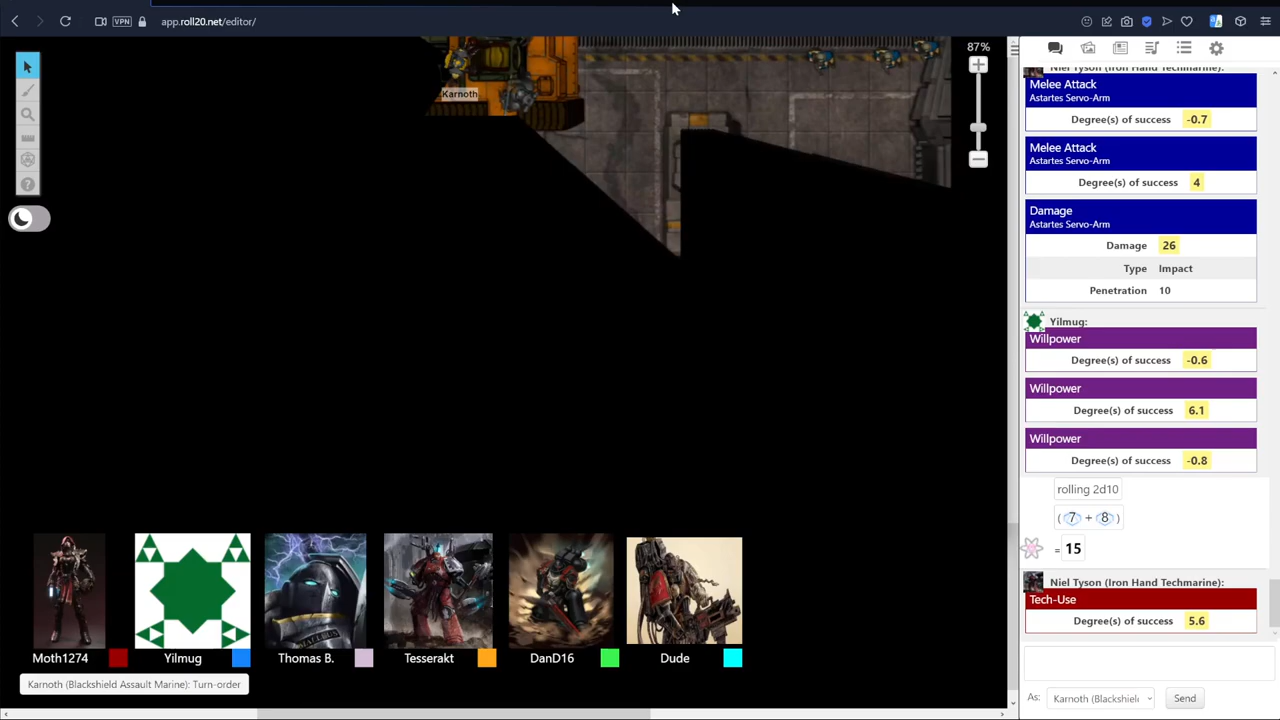 VPN
app.roll20.net/editor/
87%
Karnoth
Niel Tyson (Iron Hand Techmarine):
Melee Attack
Astartes Servo-Arm
Degree(s) of success -0.7
Melee Attack
Astartes Servo-Arm
Degree(s) of success 4
Damage
Astartes Servo-Arm
Damage 26
Type Impact
Penetration 10
Yilmug:
Willpower
Degree(s) of success -0.6
Willpower
Degree(s) of success 6.1
Willpower
Degree(s) of success -0.8
rolling 2d10
( 7 + 8 )
= 15
Niel Tyson (Iron Hand Techmarine):
Tech-Use
Degree(s) of success 5.6
Moth1274
Yilmug
Thomas B.
Tesserakt
DanD16
Dude
Karnoth (Blackshield Assault Marine): Turn-order
As: Karnoth (Blackshiel
Send